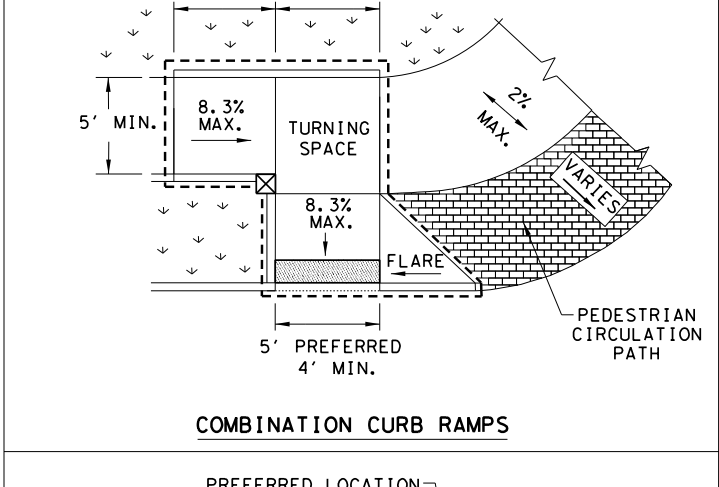 8.3%
MAX.
5' MIN.
TURNING
SPACE
2%
MAX.
VARIES
8.3%
MAX.
FLARE
PEDESTRIAN
CIRCULATION
PATH
5' PREFERRED
4' MIN.
COMBINATION CURB RAMPS
PREFERRED LOCATION